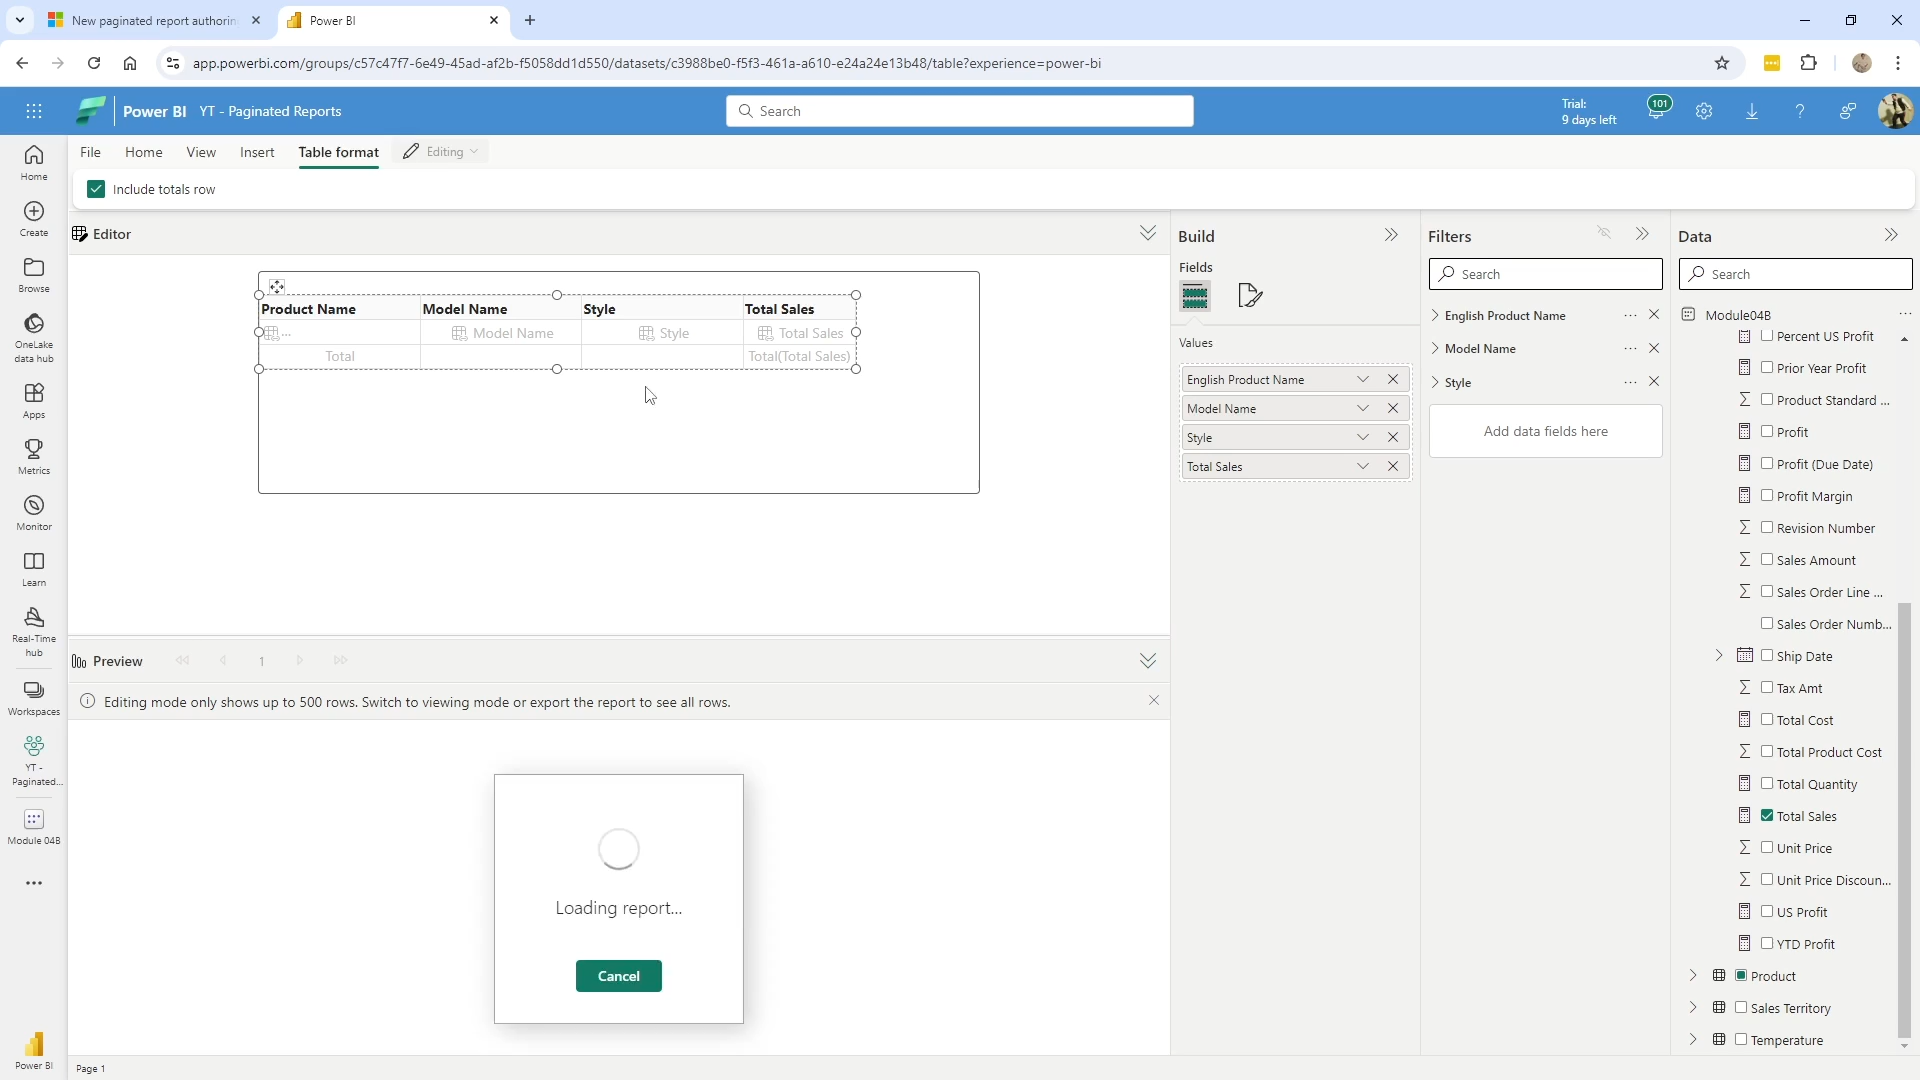 New paginated report authorin
Power BI
app.powerbi.com/groups/c57c47f7-6e49-45ad-af2b-f5058dd1d550/datasets/c3988be0-f5f3-461a-a610-e24a24e13b48/table?experience=power-bi
Power BI YT - Paginated Reports
Search
Trial:
9 days left
101
File Home View Insert Table format Editing
Include totals row
Home
Create
Browse
OneLake
data hub
Apps
Metrics
Monitor
Learn
Real-Time
hub
Workspaces
YT -
Paginated...
Module 04B
Power BI
Editor
Product Name Model Name Style Total Sales
... Model Name Style Total Sales
Total Total(Total Sales)
Preview 1
Editing mode only shows up to 500 rows. Switch to viewing mode or export the report to see all rows.
Loading report...
Cancel
Page 1
Build
Fields
Values
English Product Name
Model Name
Style
Total Sales
Filters
Search
English Product Name
Model Name
Style
Add data fields here
Data
Search
Module04B
Percent US Profit
Prior Year Profit
Product Standard ...
Profit
Profit (Due Date)
Profit Margin
Revision Number
Sales Amount
Sales Order Line ...
Sales Order Numb...
Ship Date
Tax Amt
Total Cost
Total Product Cost
Total Quantity
Total Sales
Unit Price
Unit Price Discoun...
US Profit
YTD Profit
Product
Sales Territory
Temperature